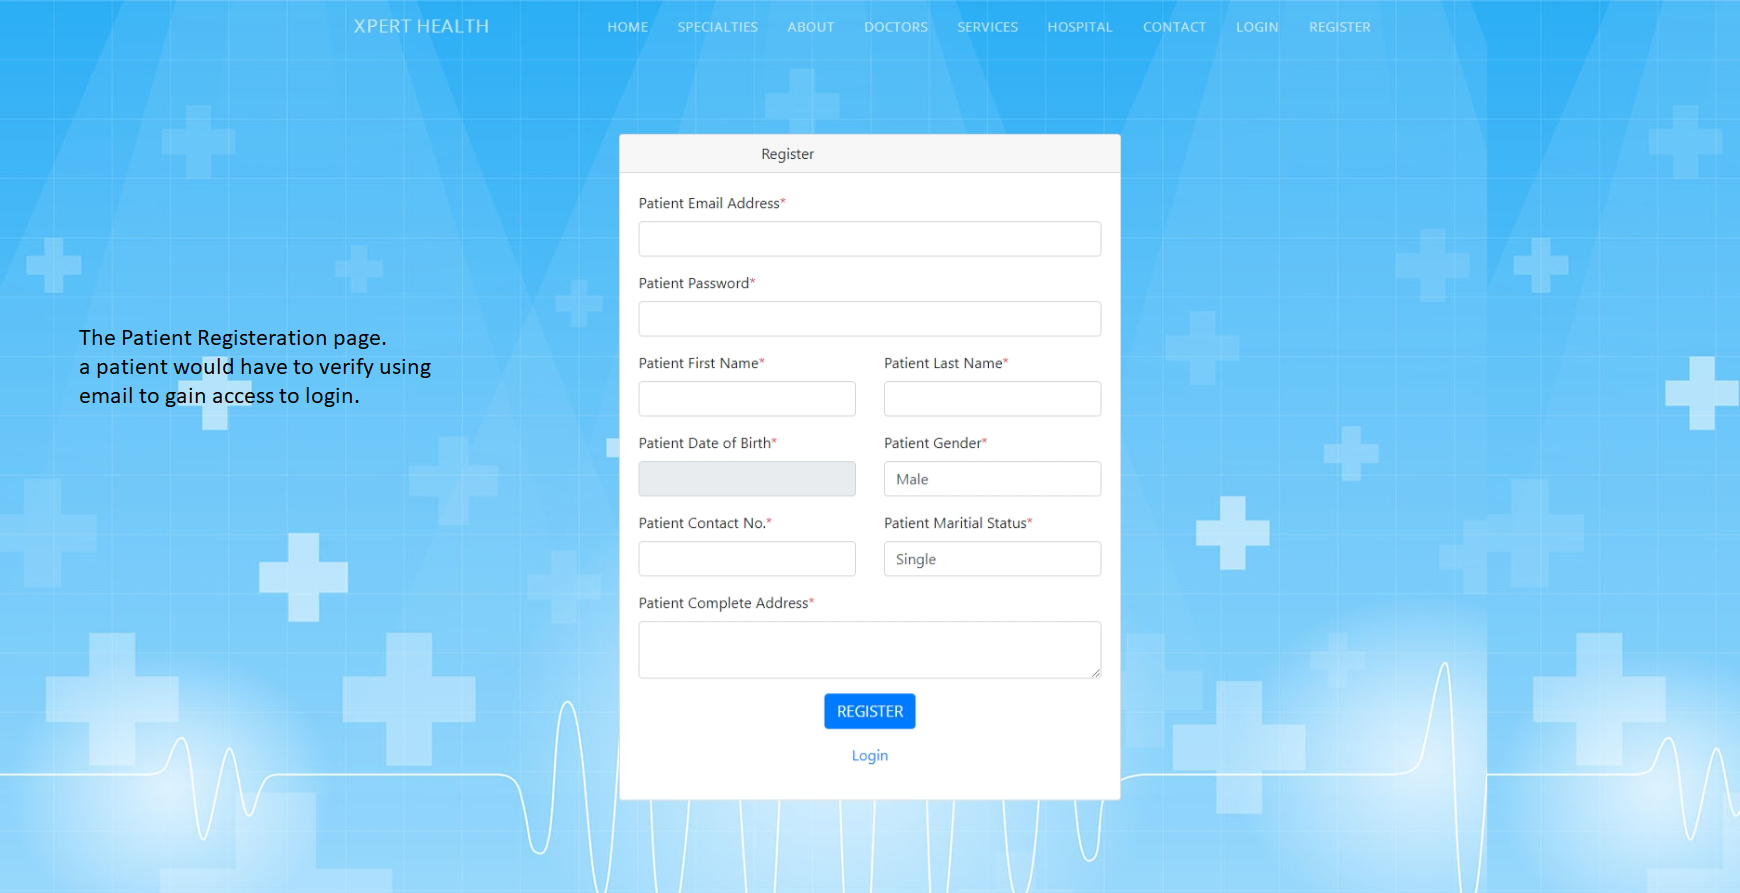 XPERT HEALTH
HOME SPECIALTIES ABOUT DOCTORS SERVICES HOSPITAL CONTACT LOGIN REGISTER
Register
Patient Email Address*
Patient Password*
The Patient Registeration page.
a patient would have to verify using
email to gain access to login.
Patient First Name* Patient Last Name*
Patient Date of Birth* Patient Gender*
Male
Patient Contact No.* Patient Maritial Status*
Single
Patient Complete Address*
REGISTER
Login